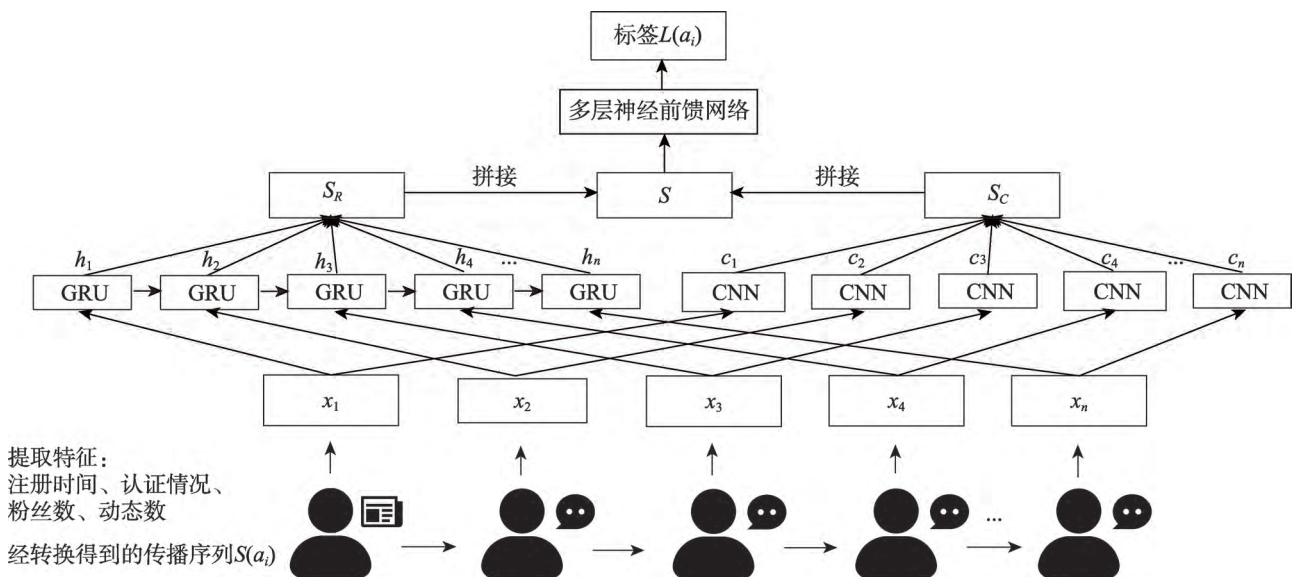 标签L(aᵢ)
多层神经前馈网络
拼接
拼接
S_R
S
S_C
h₁
h₂
h₃
h₄
...
hₙ
c₁
c₂
c₃
c₄
...
cₙ
GRU
GRU
GRU
GRU
GRU
CNN
CNN
CNN
CNN
CNN
x₁
x₂
x₃
x₄
xₙ
提取特征：
注册时间、认证情况、
粉丝数、动态数
...
经转换得到的传播序列S(aᵢ)